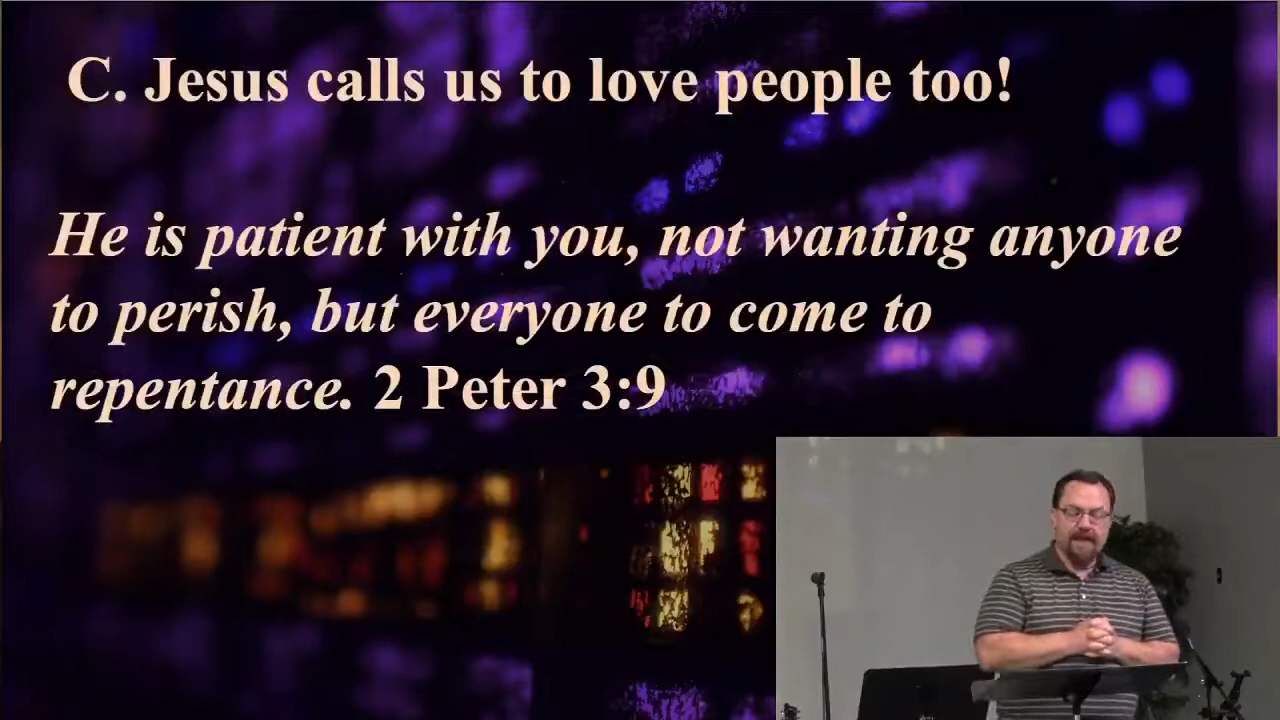 C. Jesus calls us to love people too!
He is patient with you, not wanting anyone
to perish, but everyone to come to
repentance. 2 Peter 3:9